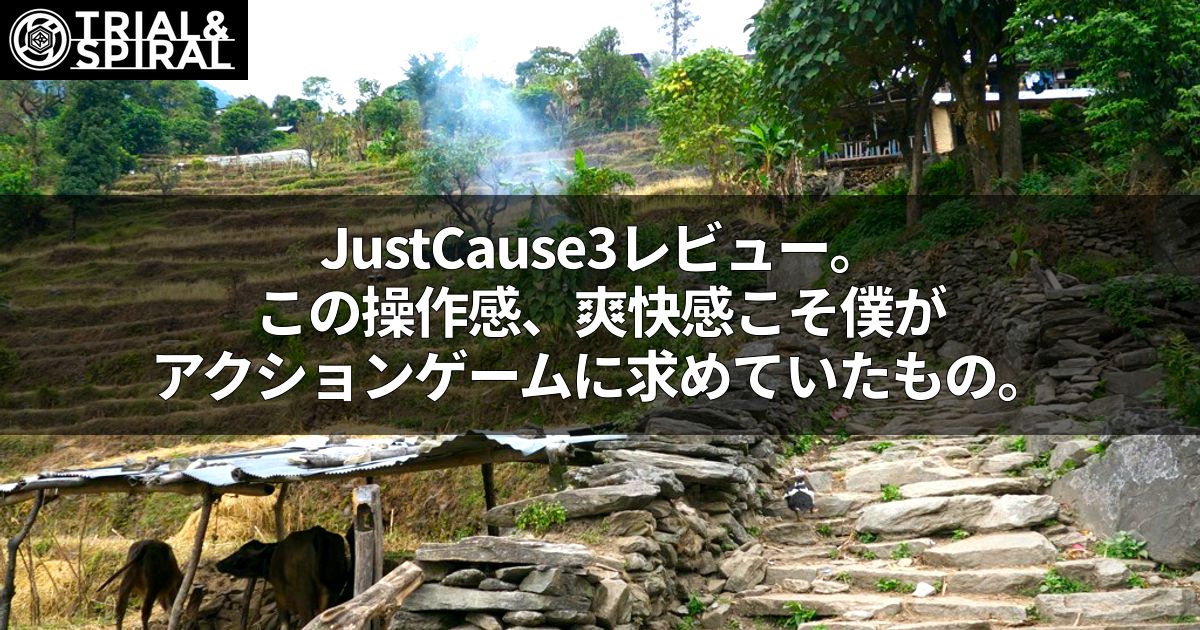 TRIAL&
SPIRAL
JustCause3レビュー。
この操作感、爽快感こそ僕が
アクションゲームに求めていたもの。